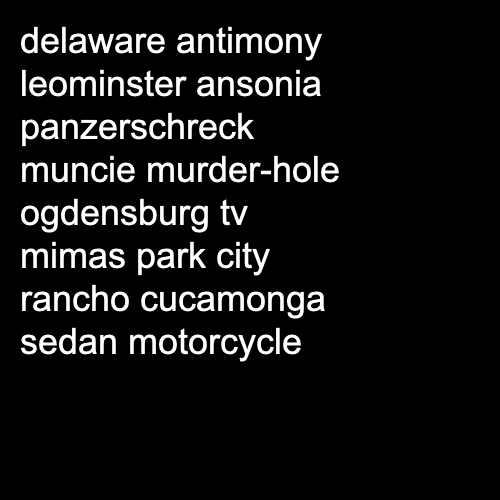 delaware antimony
leominster ansonia
panzerschreck
muncie murder-hole
ogdensburg tv
mimas park city
rancho cucamonga
sedan motorcycle